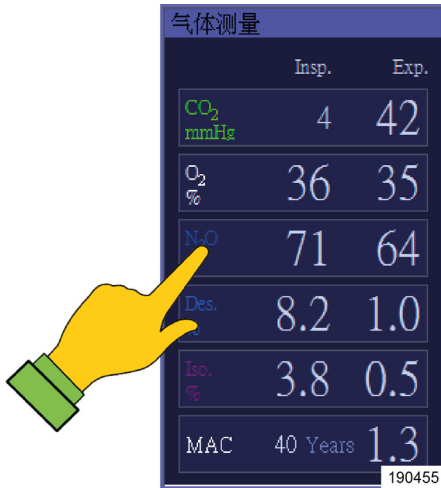 气体测量
Insp. Exp.
CO₂ mmHg 4 42
O₂ % 36 35
N₂O 71 64
Des. 8.2 1.0
Iso. % 3.8 0.5
MAC 40 Years 1.3
190455